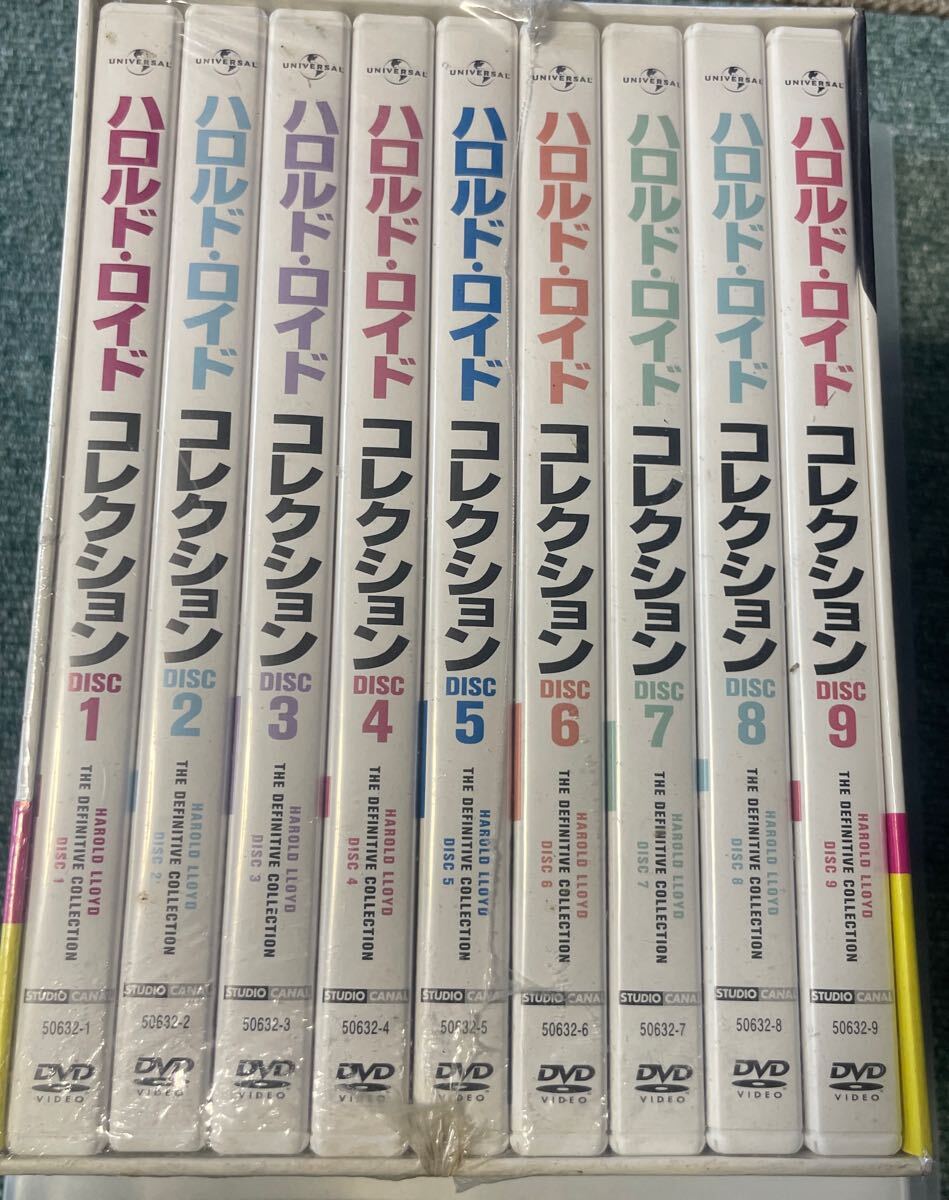 UNIVERSAL
ハロルド・ロイド
コレクション
DISC
1
HAROLD LLOYD
THE DEFINITIVE COLLECTION
DISC 1
STUDIO CANAL
50632-1
DVD
VIDEO
UNIVERSAL
ハロルド・ロイド
コレクション
DISC
2
HAROLD LLOYD
THE DEFINITIVE COLLECTION
DISC 2
STUDIO CANAL
50632-2
DVD
VIDEO
UNIVERSAL
ハロルド・ロイド
コレクション
DISC
3
HAROLD LLOYD
THE DEFINITIVE COLLECTION
DISC 3
STUDIO CANAL
50632-3
DVD
VIDEO
UNIVERSAL
ハロルド・ロイド
コレクション
DISC
4
HAROLD LLOYD
THE DEFINITIVE COLLECTION
DISC 4
STUDIO CANAL
50632-4
DVD
VIDEO
UNIVERSAL
ハロルド・ロイド
コレクション
DISC
5
HAROLD LLOYD
THE DEFINITIVE COLLECTION
DISC 5
STUDIO CANAL
50632-5
DVD
VIDEO
UNIVERSAL
ハロルド・ロイド
コレクション
DISC
6
HAROLD LLOYD
THE DEFINITIVE COLLECTION
DISC 6
STUDIO CANAL
50632-6
DVD
VIDEO
UNIVERSAL
ハロルド・ロイド
コレクション
DISC
7
HAROLD LLOYD
THE DEFINITIVE COLLECTION
DISC 7
STUDIO CANAL
50632-7
DVD
VIDEO
UNIVERSAL
ハロルド・ロイド
コレクション
DISC
8
HAROLD LLOYD
THE DEFINITIVE COLLECTION
DISC 8
STUDIO CANAL
50632-8
DVD
VIDEO
UNIVERSAL
ハロルド・ロイド
コレクション
DISC
9
HAROLD LLOYD
THE DEFINITIVE COLLECTION
DISC 9
STUDIO CANAL
50632-9
DVD
VIDEO